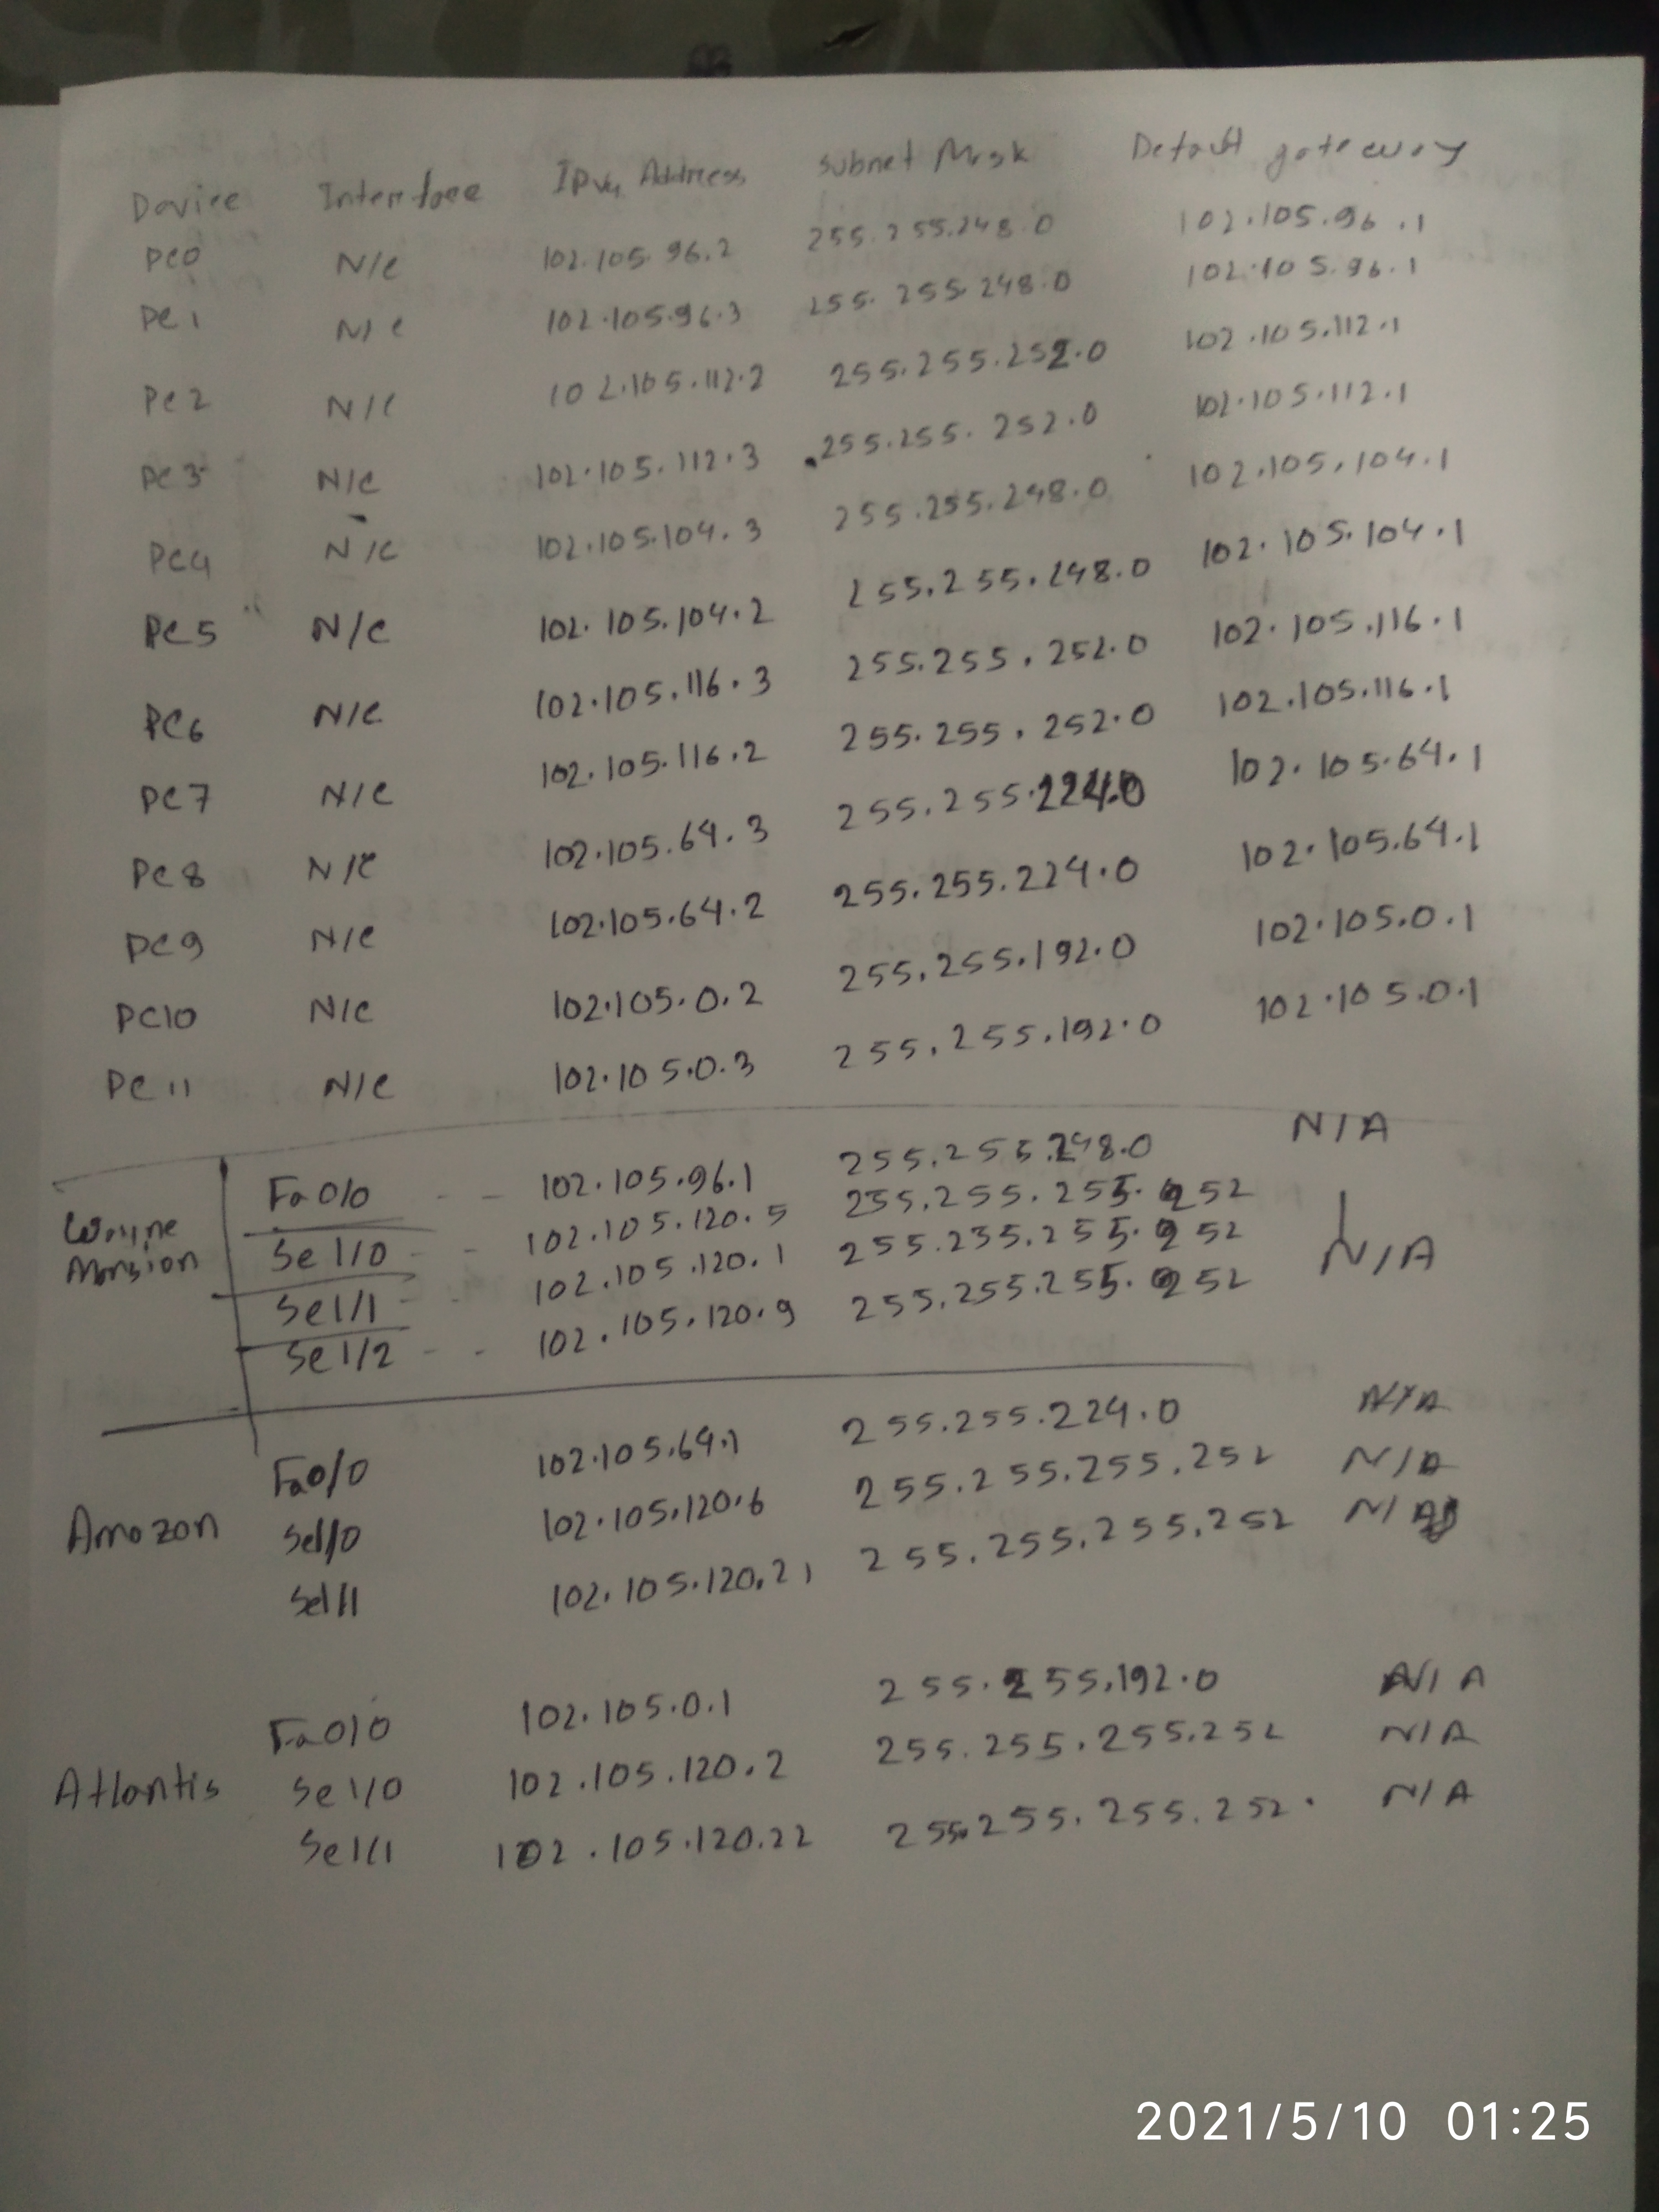 Device Interface IPv4 Address Subnet Mask Default gateway
PC0 N/C 102.105.96.2 255.255.248.0 102.105.96.1
PC1 N/C 102.105.96.3 255.255.248.0 102.105.96.1
PC2 N/C 102.105.112.2 255.255.252.0 102.105.112.1
PC3 N/C 102.105.112.3 255.255.252.0 102.105.112.1
PC4 N/C 102.105.104.3 255.255.248.0 102.105.104.1
PC5 N/C 102.105.104.2 255.255.248.0 102.105.104.1
PC6 N/C 102.105.116.3 255.255.252.0 102.105.116.1
PC7 N/C 102.105.116.2 255.255.252.0 102.105.116.1
PC8 N/C 102.105.64.3 255.255.224.0 102.105.64.1
PC9 N/C 102.105.64.2 255.255.224.0 102.105.64.1
PC10 N/C 102.105.0.2 255.255.192.0 102.105.0.1
PC11 N/C 102.105.0.3 255.255.192.0 102.105.0.1
Wayne Mansion
Fa0/0 - - 102.105.96.1 255.255.248.0 N/A
Se1/0 - - 102.105.120.5 255.255.255.252
Se1/1 - - 102.105.120.1 255.255.255.252 N/A
Se1/2 - - 102.105.120.9 255.255.255.252
Amazon
Fa0/0 102.105.64.1 255.255.224.0 N/A
Se1/0 102.105.120.6 255.255.255.252 N/A
Se1/1 102.105.120.21 255.255.255.252 N/A
Atlantis
Fa0/0 102.105.0.1 255.255.192.0 N/A
Se1/0 102.105.120.2 255.255.255.252 N/A
Se1/1 102.105.120.22 255.255.255.252. N/A
2021/5/10 01:25